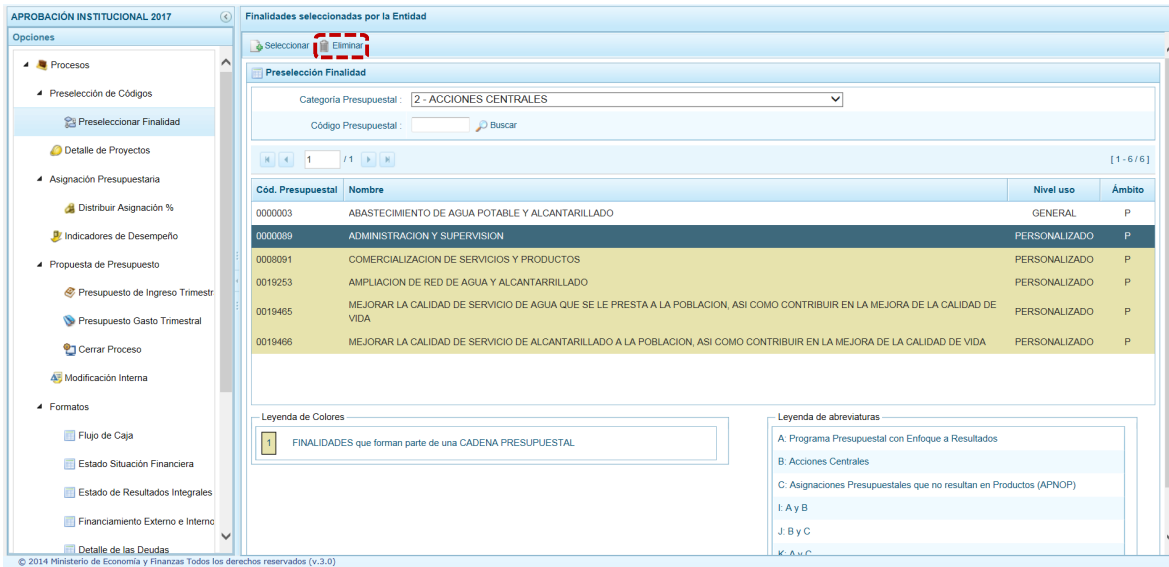 APROBACIÓN INSTITUCIONAL 2017
Opciones
Procesos
Preselección de Códigos
Preseleccionar Finalidad
Detalle de Proyectos
Asignación Presupuestaria
Distribuir Asignación %
Indicadores de Desempeño
Propuesta de Presupuesto
Presupuesto de Ingreso Trimestr
Presupuesto Gasto Trimestral
Cerrar Proceso
Modificación Interna
Formatos
Flujo de Caja
Estado Situación Financiera
Estado de Resultados Integrales
Financiamiento Externo e Interno
Detalle de las Deudas
Finalidades seleccionadas por la Entidad
Seleccionar Eliminar
Preselección Finalidad
Categoría Presupuestal : 2 - ACCIONES CENTRALES
Código Presupuestal : Buscar
1 / 1 [ 1 - 6 / 6 ]
Cód. Presupuestal Nombre Nivel uso Ámbito
0000003 ABASTECIMIENTO DE AGUA POTABLE Y ALCANTARILLADO GENERAL P
0000089 ADMINISTRACION Y SUPERVISION PERSONALIZADO P
0008091 COMERCIALIZACION DE SERVICIOS Y PRODUCTOS PERSONALIZADO P
0019253 AMPLIACION DE RED DE AGUA Y ALCANTARRILLADO PERSONALIZADO P
0019465 MEJORAR LA CALIDAD DE SERVICIO DE AGUA QUE SE LE PRESTA A LA POBLACION, ASI COMO CONTRIBUIR EN LA MEJORA DE LA CALIDAD DE
VIDA PERSONALIZADO P
0019466 MEJORAR LA CALIDAD DE SERVICIO DE ALCANTARILLADO A LA POBLACION, ASI COMO CONTRIBUIR EN LA MEJORA DE LA CALIDAD DE VIDA PERSONALIZADO P
Leyenda de Colores
1 FINALIDADES que forman parte de una CADENA PRESUPUESTAL
Leyenda de abreviaturas
A: Programa Presupuestal con Enfoque a Resultados
B: Acciones Centrales
C: Asignaciones Presupuestales que no resultan en Productos (APNOP)
I: A y B
J: B y C
K: A y C
© 2014 Ministerio de Economía y Finanzas Todos los derechos reservados (v.3.0)